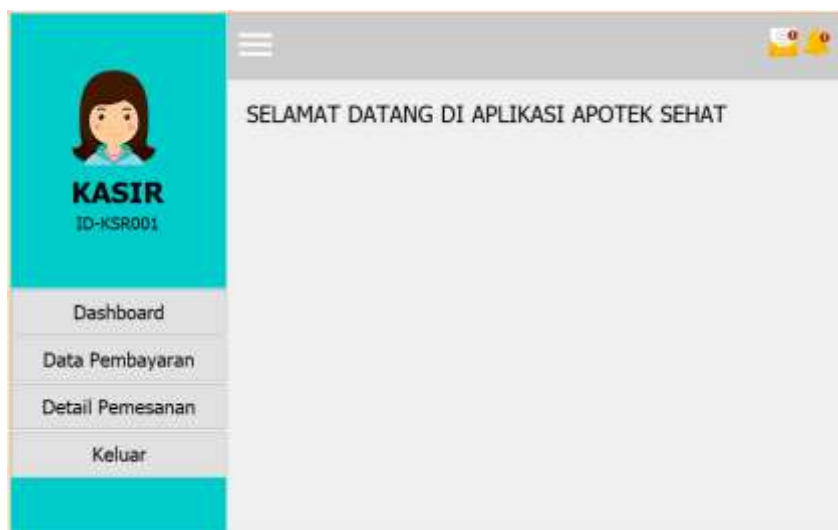 KASIR
ID-KSR001
Dashboard
Data Pembayaran
Detail Pemesanan
Keluar
SELAMAT DATANG DI APLIKASI APOTEK SEHAT